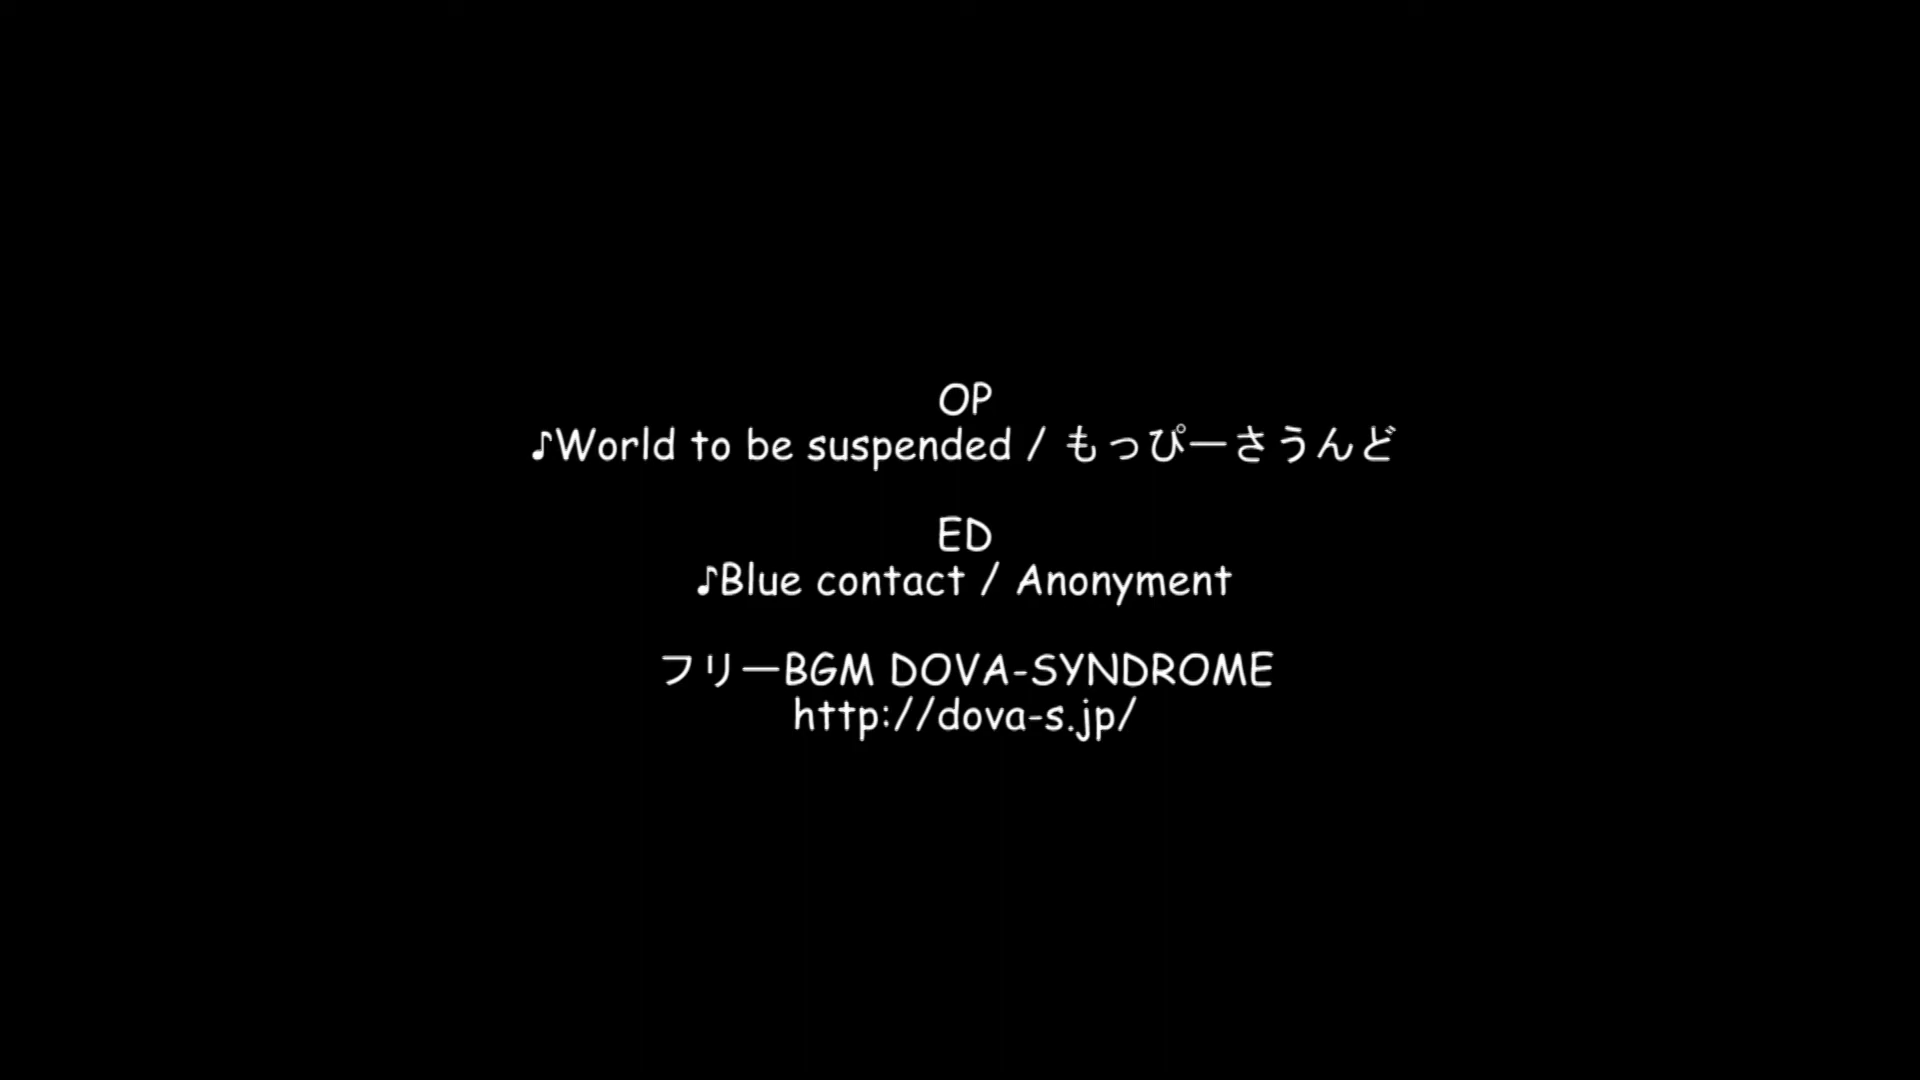 OP
♪World to be suspended / もっぴーさうんど
ED
♪Blue contact / Anonyment
フリーBGM DOVA-SYNDROME
http://dova-s.jp/